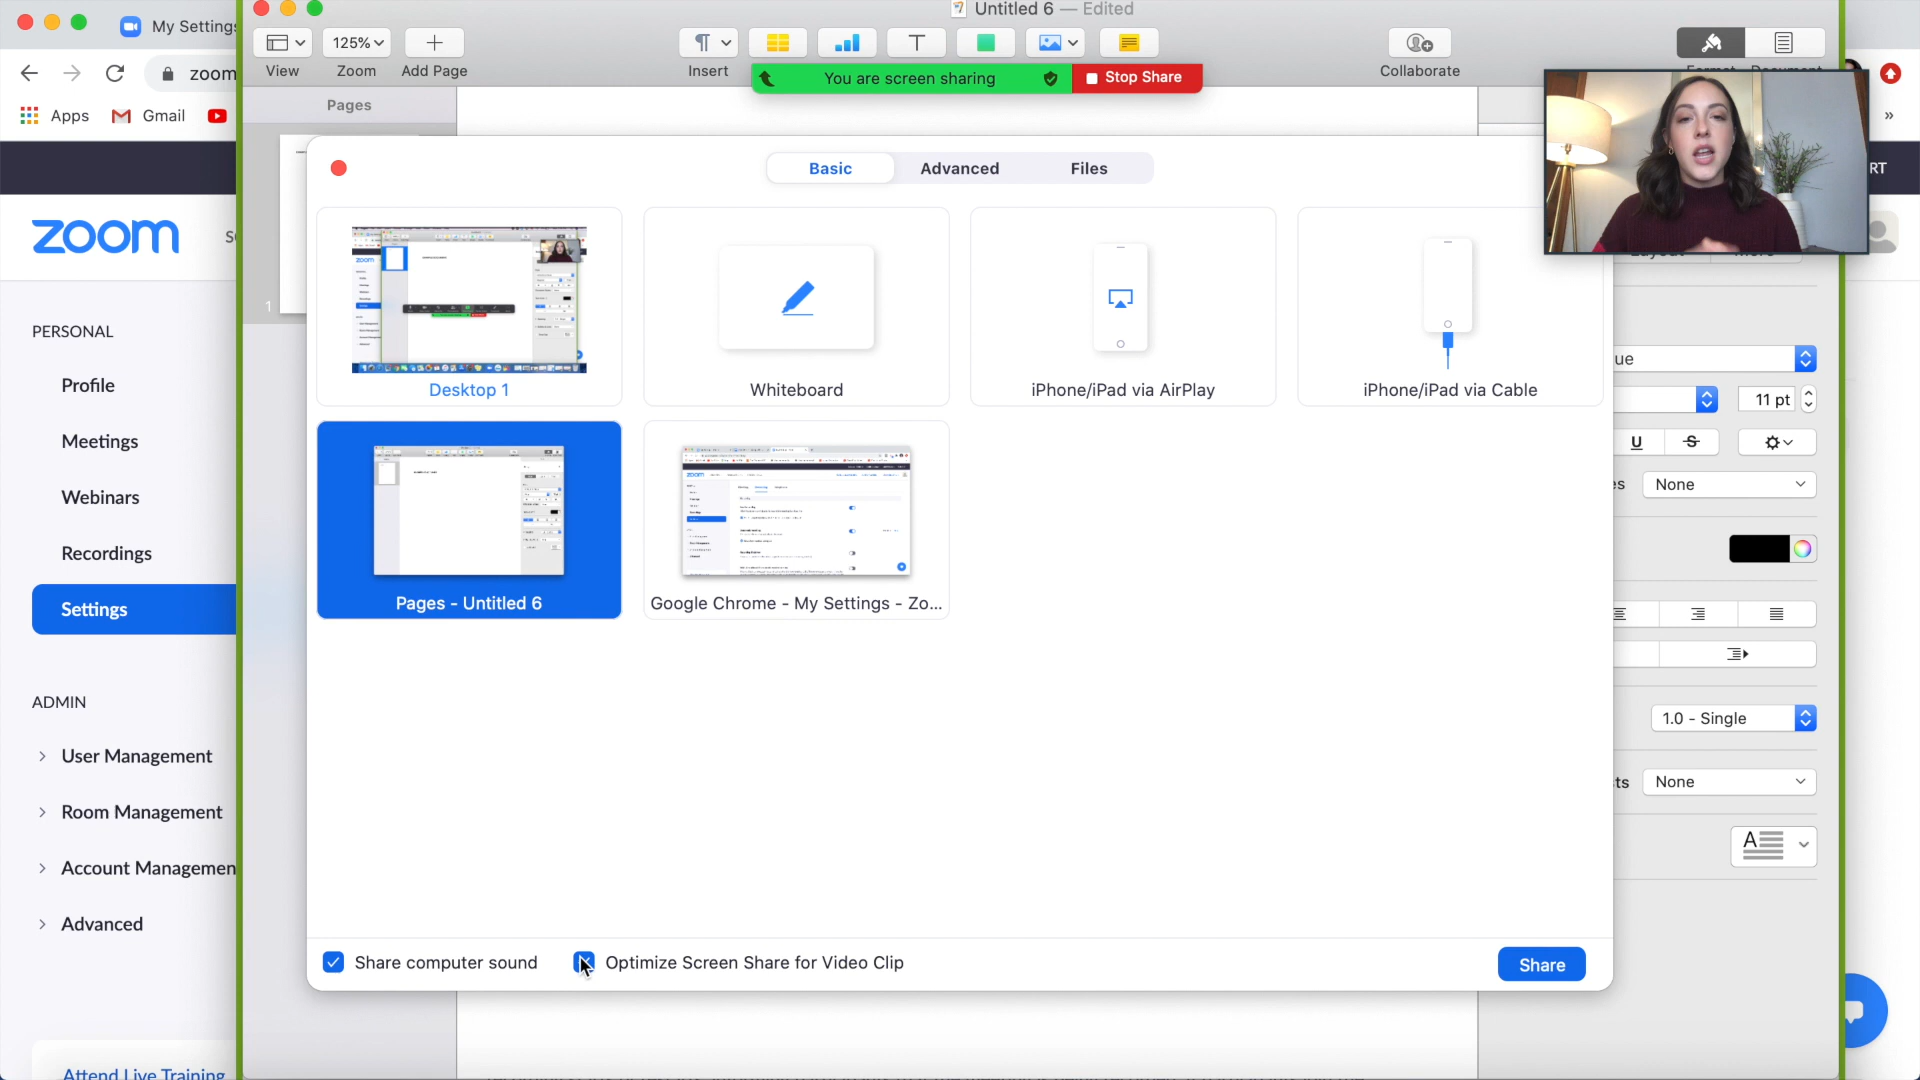 My Settings
Untitled 6 — Edited
125%
View
Zoom
Add Page
Insert
Collaborate
You are screen sharing
Stop Share
zoom
Apps
Gmail
Pages
1
Basic
Advanced
Files
RT
zoom
PERSONAL
Profile
Meetings
Webinars
Recordings
Settings
ADMIN
User Management
Room Management
Account Managemen
Advanced
Attend Live Training
Desktop 1
Whiteboard
iPhone/iPad via AirPlay
iPhone/iPad via Cable
Pages - Untitled 6
Google Chrome - My Settings - Zo...
Share computer sound
Optimize Screen Share for Video Clip
Share
ue
11 pt
U
S
es
None
1.0 - Single
ts
None
A